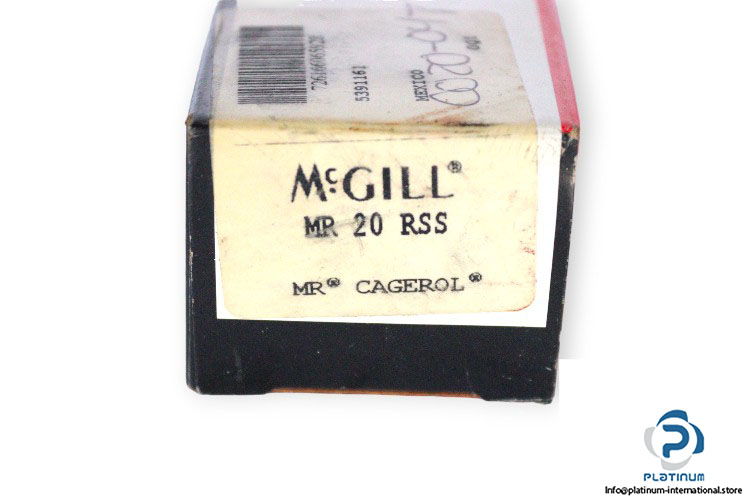 5391161
MEXICO
McGILL®
MR 20 RSS
MR® CAGEROL®
PLATINUM
Info@platinum-international.store